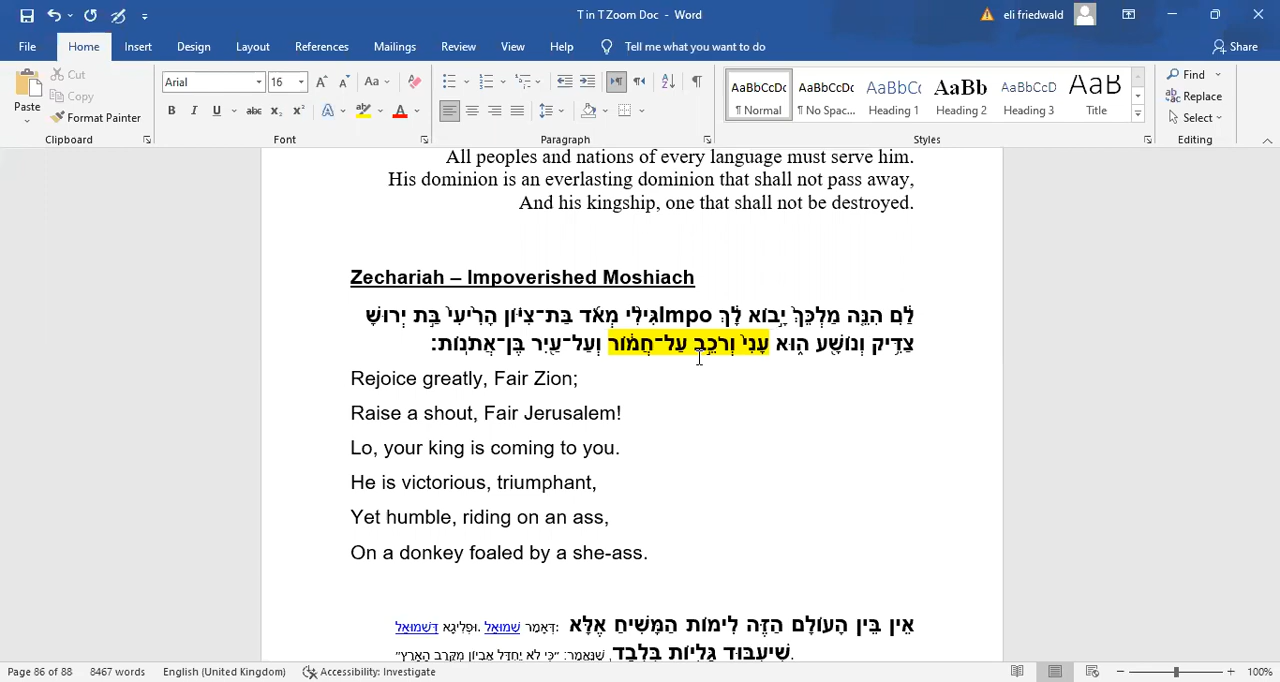 T in T Zoom Doc - Word
eli friedwald
File Home Insert Design Layout References Mailings Review View Help Tell me what you want to do Share
Paste
Cut
Copy
Format Painter
Clipboard
Arial 16
Font
Paragraph
AaBbCcDc AaBbCcDc AaBbCc AaBb AaBbCcD AaB
¶ Normal ¶ No Spac... Heading 1 Heading 2 Heading 3 Title
Styles
Find
Replace
Select
Editing
All peoples and nations of every language must serve him.
His dominion is an everlasting dominion that shall not pass away,
And his kingship, one that shall not be destroyed.
Zechariah – Impoverished Moshiach
לַ֗͏ִם הִנֵּ֤ה מַלְכֵּךְ֙ יָ֣בוֹא לָ֔ךְ Impoגִּילִ֨י מְאֹ֜ד בַּת־צִיּ֗וֹן הָרִ֙יעִי֙ בַּ֣ת יְרוּשָׁ
צַדִּ֥יק וְנוֹשָׁ֖ע ה֑וּא עָנִי֙ וְרֹכֵ֣ב עַל־חֲמ֔וֹר וְעַל־עַ֖יִר בֶּן־אֲתֹנֽוֹת׃
Rejoice greatly, Fair Zion;
Raise a shout, Fair Jerusalem!
Lo, your king is coming to you.
He is victorious, triumphant,
Yet humble, riding on an ass,
On a donkey foaled by a she-ass.
אֵין בֵּין הָעוֹלָם הַזֶּה לִימוֹת הַמָּשִׁיחַ אֶלָּא דְּאָמַר שְׁמוּאֵל: וּפְלִיגָא דִּשְׁמוּאֵל.
שִׁיעְבּוּד גָּלֻיּוֹת בִּלְבַד, שֶׁנֶּאֱמַר: ״כִּי לֹא יֶחְדַּל אֶבְיוֹן מִקֶּרֶב הָאָרֶץ״.
Page 86 of 88 8467 words English (United Kingdom) Accessibility: Investigate 100%